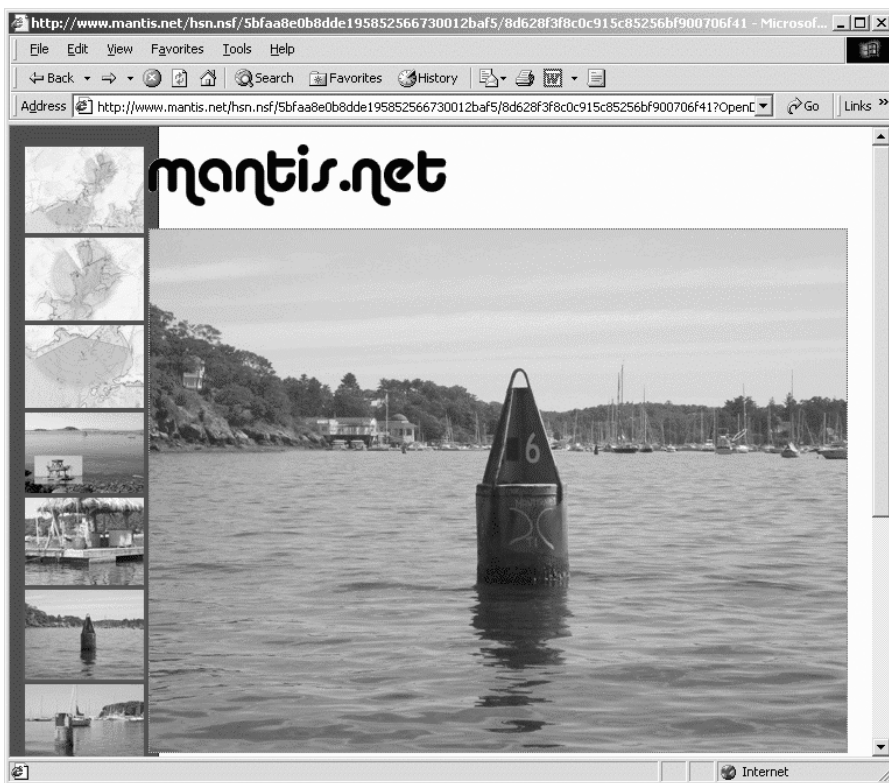 http://www.mantis.net/hsn.nsf/5bfaa8e0b8dde195852566730012baf5/8d628f3f8c0c915c85256bf900706f41 - Microsof...
File Edit View Favorites Tools Help
Back Search Favorites History
Address http://www.mantis.net/hsn.nsf/5bfaa8e0b8dde195852566730012baf5/8d628f3f8c0c915c85256bf900706f41?OpenD Go Links »
mantis.net
6
Internet